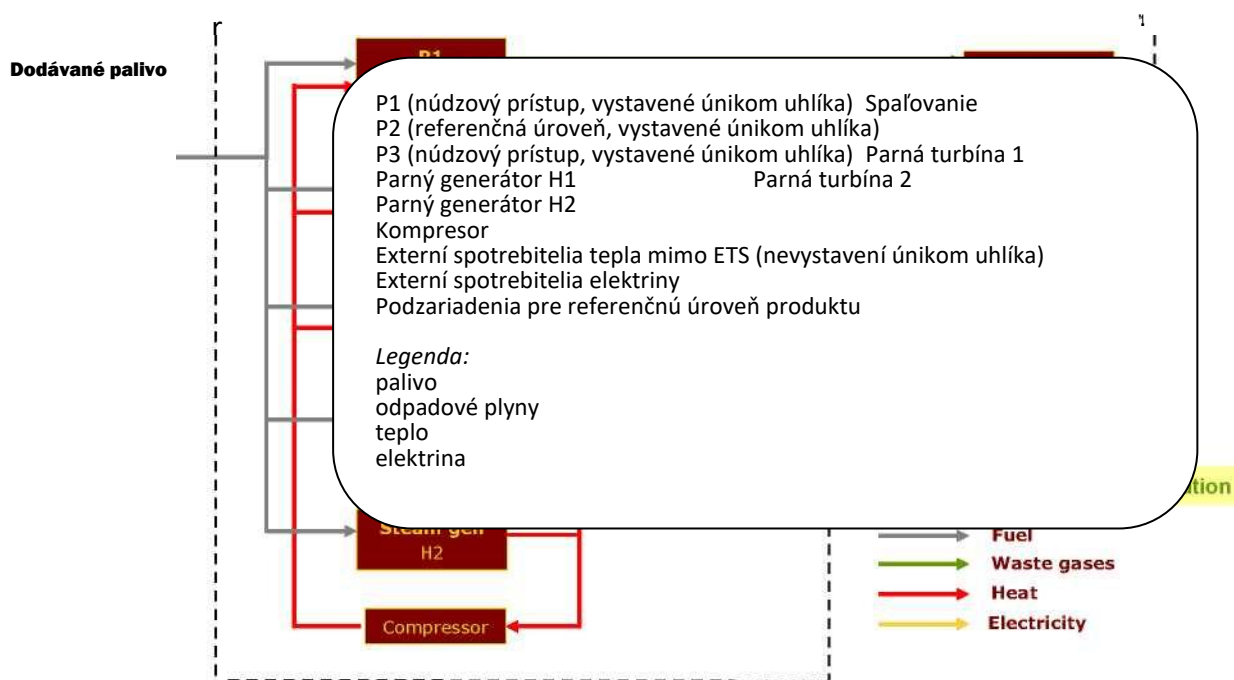 Dodávané palivo
P1
P1 (núdzový prístup, vystavené únikom uhlíka) Spaľovanie
P2 (referenčná úroveň, vystavené únikom uhlíka)
P3 (núdzový prístup, vystavené únikom uhlíka) Parná turbína 1
Parný generátor H1 Parná turbína 2
Parný generátor H2
Kompresor
Externí spotrebitelia tepla mimo ETS (nevystavení únikom uhlíka)
Externí spotrebitelia elektriny
Podzariadenia pre referenčnú úroveň produktu
Legenda:
palivo
odpadové plyny
teplo
elektrina
Steam gen
H2
Compressor
Fuel
Waste gases
Heat
Electricity